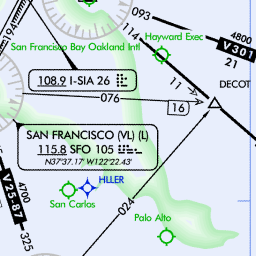 093
114
4800
V301
21
194
San Francisco Bay Oakland Intl
Hayward Exec
108.9 I-SIA 26
11
DECOT
076
16
SAN FRANCISCO (VL) (L)
115.8 SFO 105
N37°37.17' W122°22.43'
HLLER
San Carlos
024
V25-87
4800
Palo Alto
325